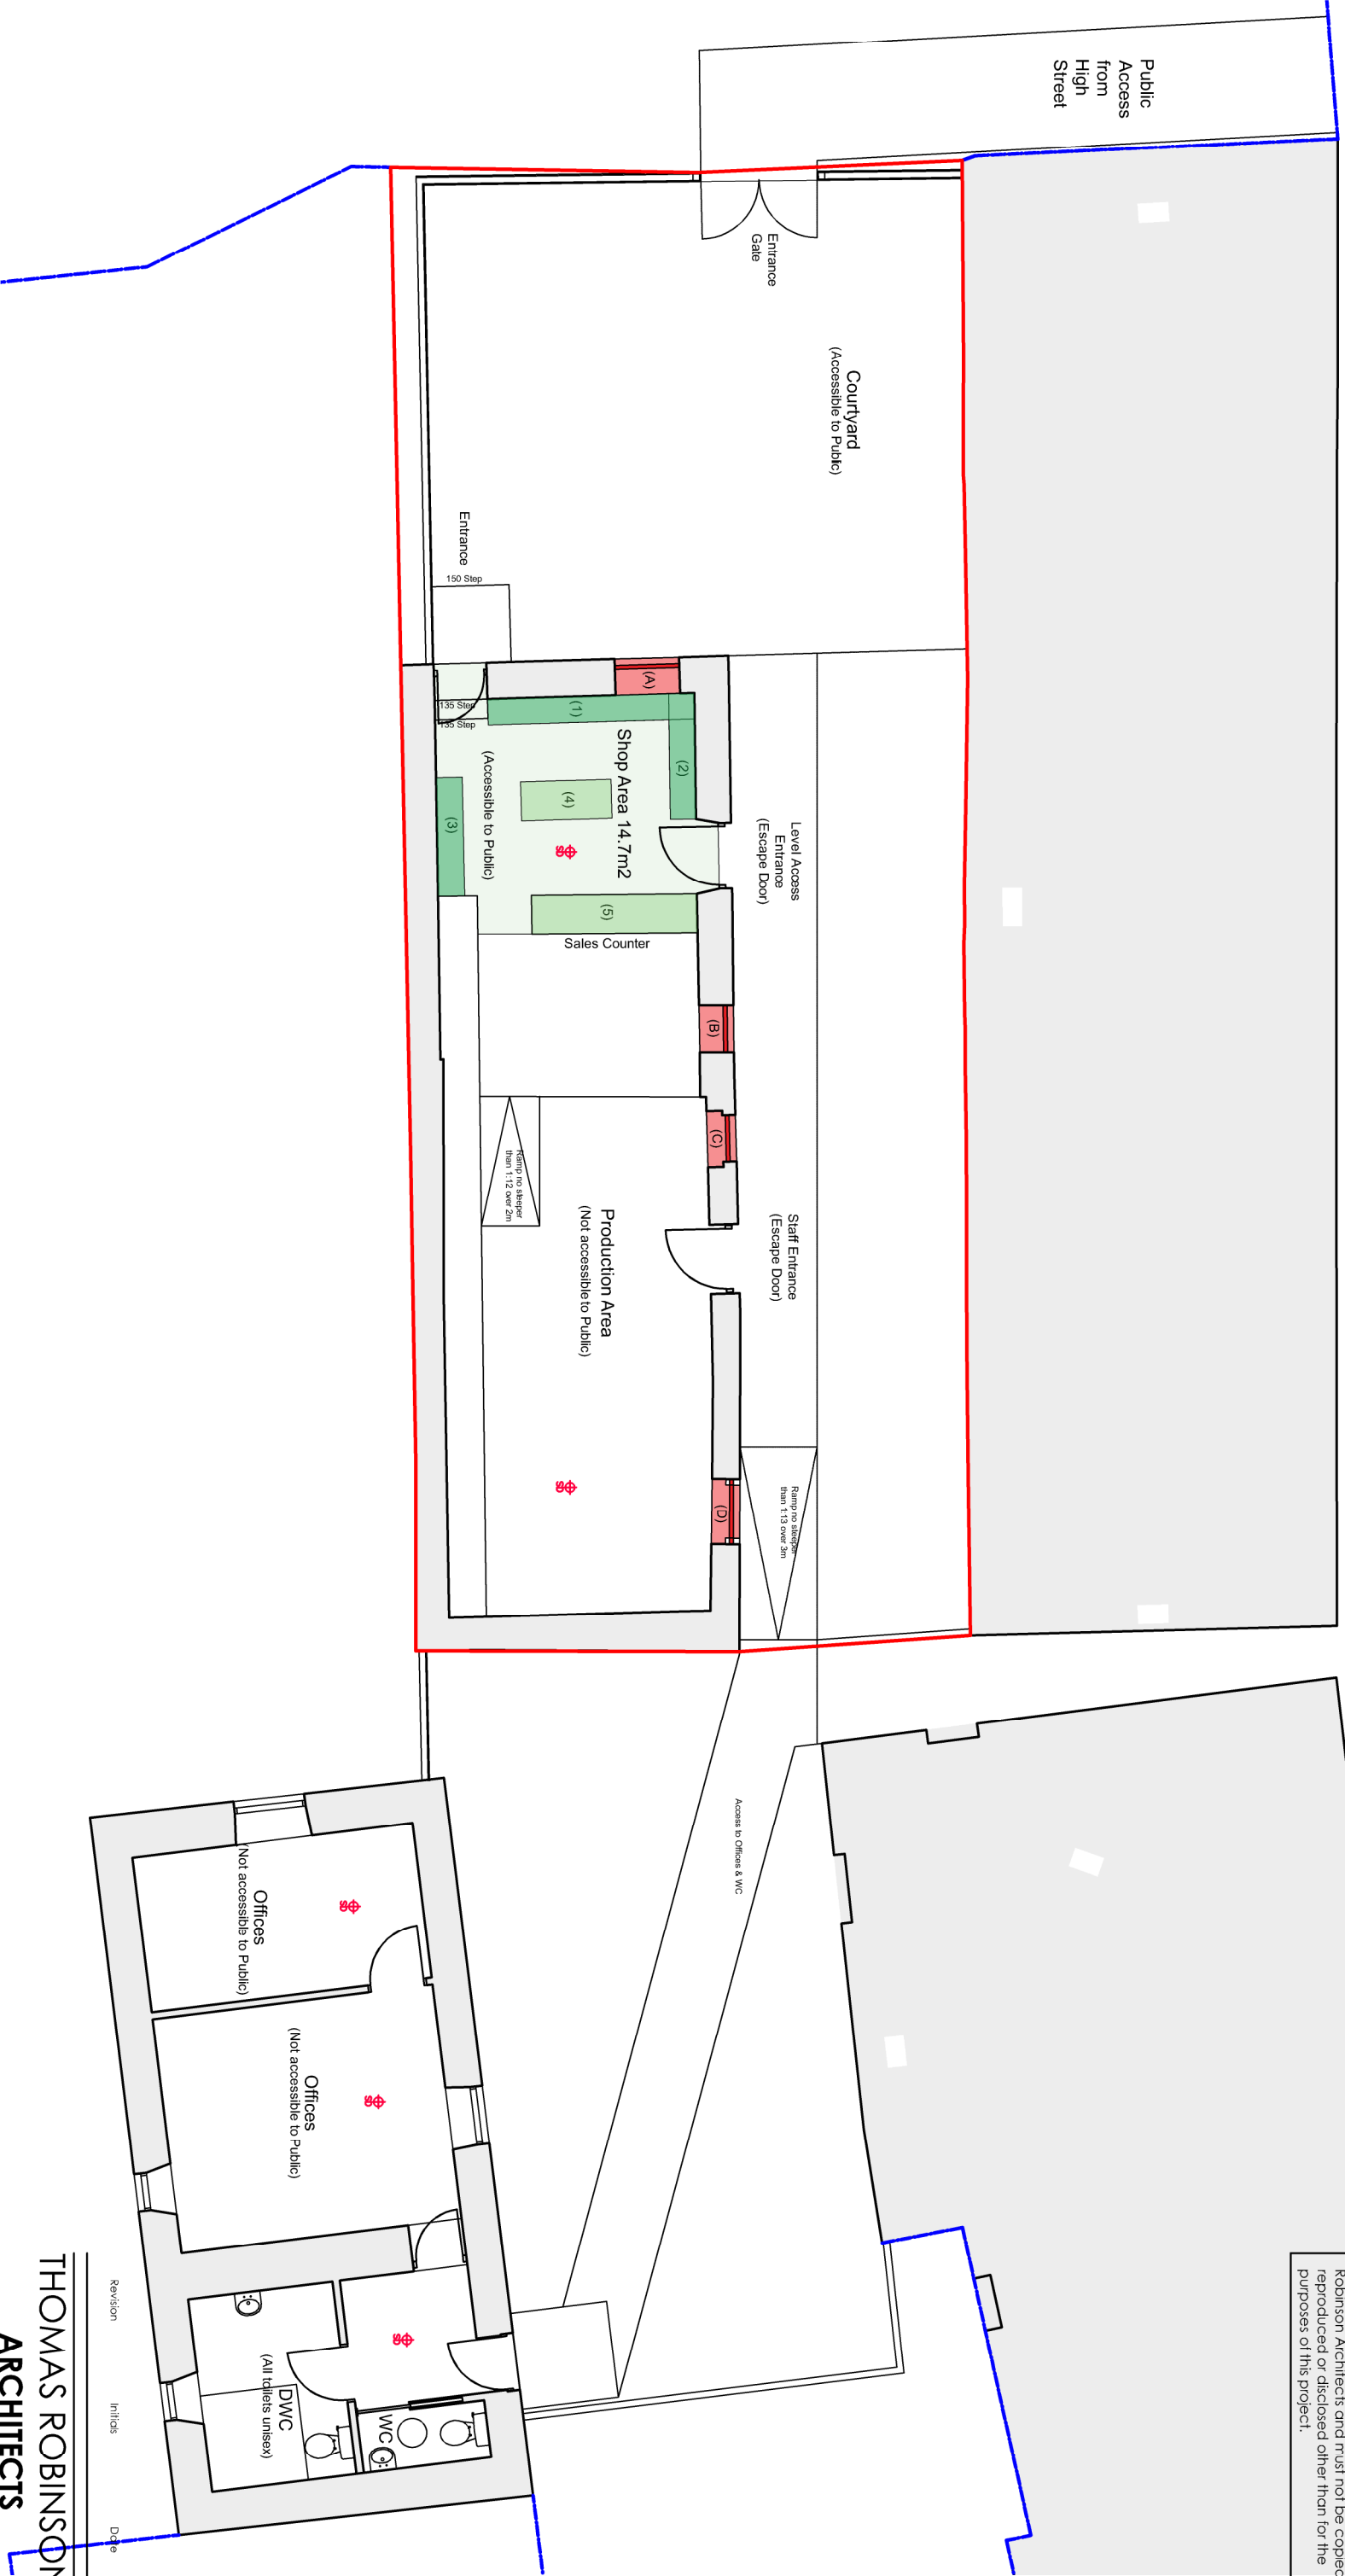 Public
Access
from
High
Street
Entrance
Gate
Courtyard
(Accessible to Public)
Entrance
150 Step
(A)
135 Step
135 Step
(1)
(2)
Shop Area 14.7m2
(Accessible to Public)
(3)
(4)
SD
(5)
Sales Counter
Level Access
Entrance
(Escape Door)
(B)
(C)
Ramp no steeper
than 1:12 over 2m
Production Area
(Not accessible to Public)
Staff Entrance
(Escape Door)
SD
(D)
Ramp no steeper
than 1:13 over 3m
Access to Offices & WC
Offices
(Not accessible to Public)
SD
Offices
(Not accessible to Public)
SD
SD
DWC
(All toilets unisex)
WC
Robinson Architects and must not be copied
reproduced or disclosed other than for the
purposes of this project.
Revision
Initials
Date
THOMAS ROBINSON
ARCHITECTS